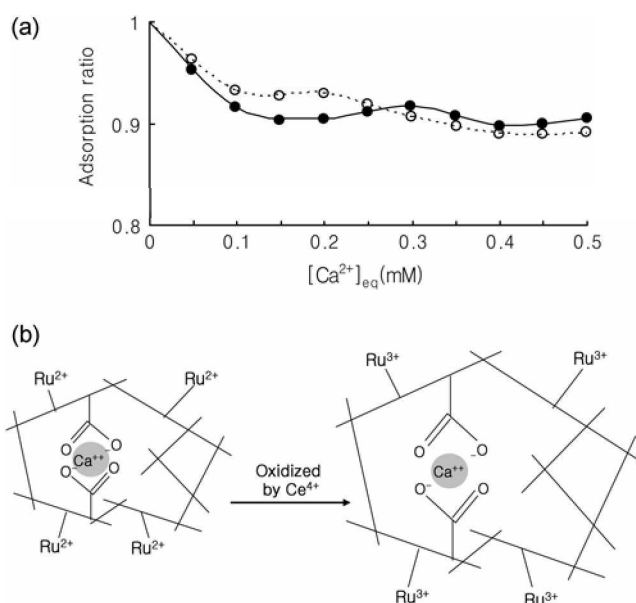 (a)
1
0.9
0.8
Adsorption ratio
0 0.1 0.2 0.3 0.4 0.5
[Ca²⁺]eq(mM)
(b)
Ru²⁺ Ru²⁺
O O⁻
Ca⁺⁺
O⁻ O
Ru²⁺ Ru²⁺
Oxidized
by Ce⁴⁺
Ru³⁺ Ru³⁺
O ⁻O
Ca⁺⁺
O⁻ O
Ru³⁺ Ru³⁺